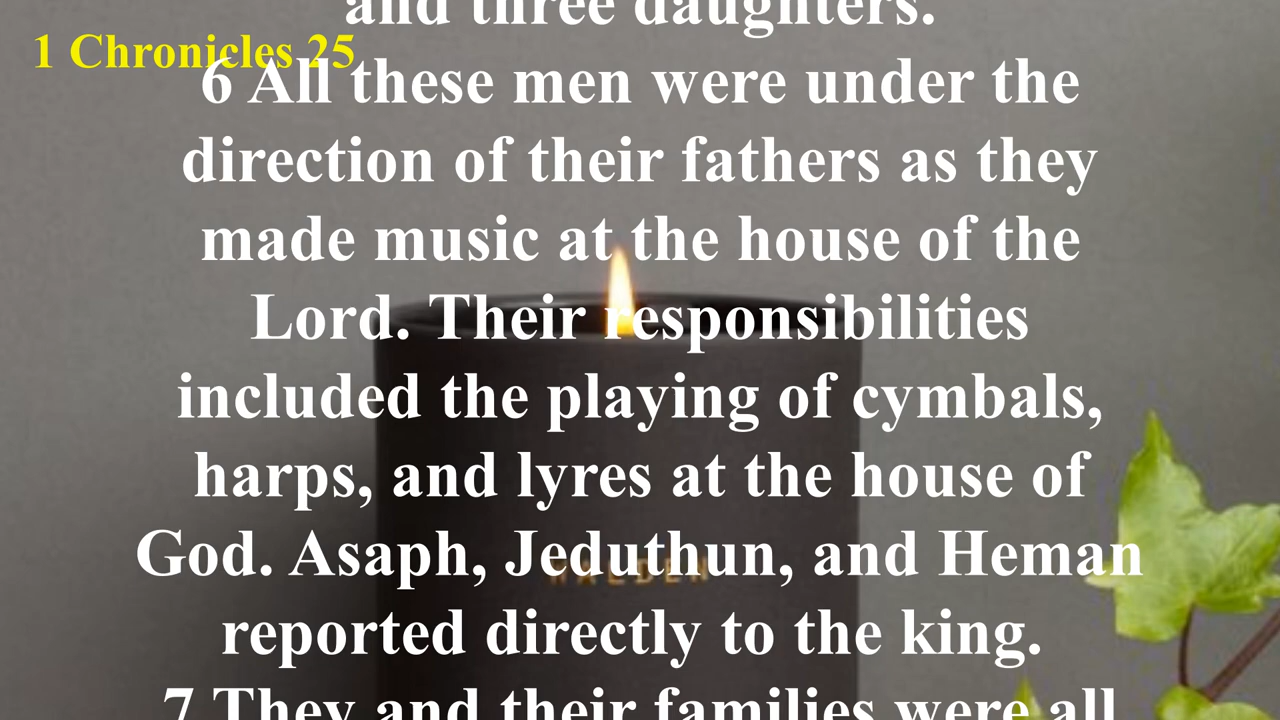 and three daughters.
1 Chronicles 25
6 All these men were under the
direction of their fathers as they
made music at the house of the
Lord. Their responsibilities
included the playing of cymbals,
harps, and lyres at the house of
God. Asaph, Jeduthun, and Heman
reported directly to the king.
7 They and their families were all